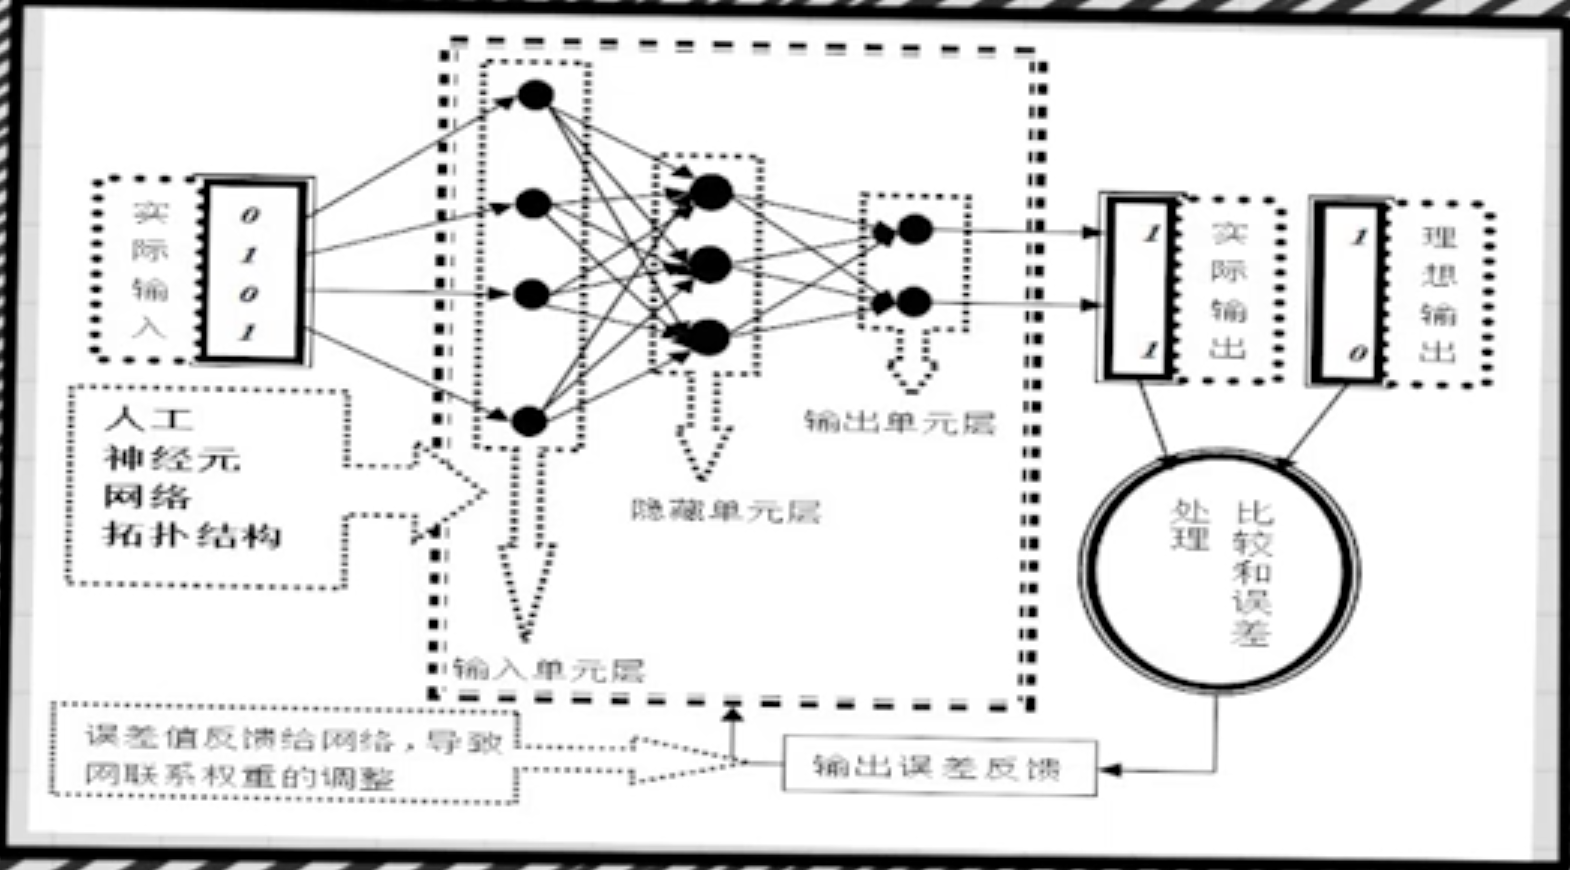 实际输入
0
1
0
1
人工
神经元
网络
拓扑结构
输入单元层
隐藏单元层
输出单元层
1
1
实际输出
1
0
理想输出
比较和误差
处理
输出误差反馈
误差值反馈给网络,导致
网联系权重的调整